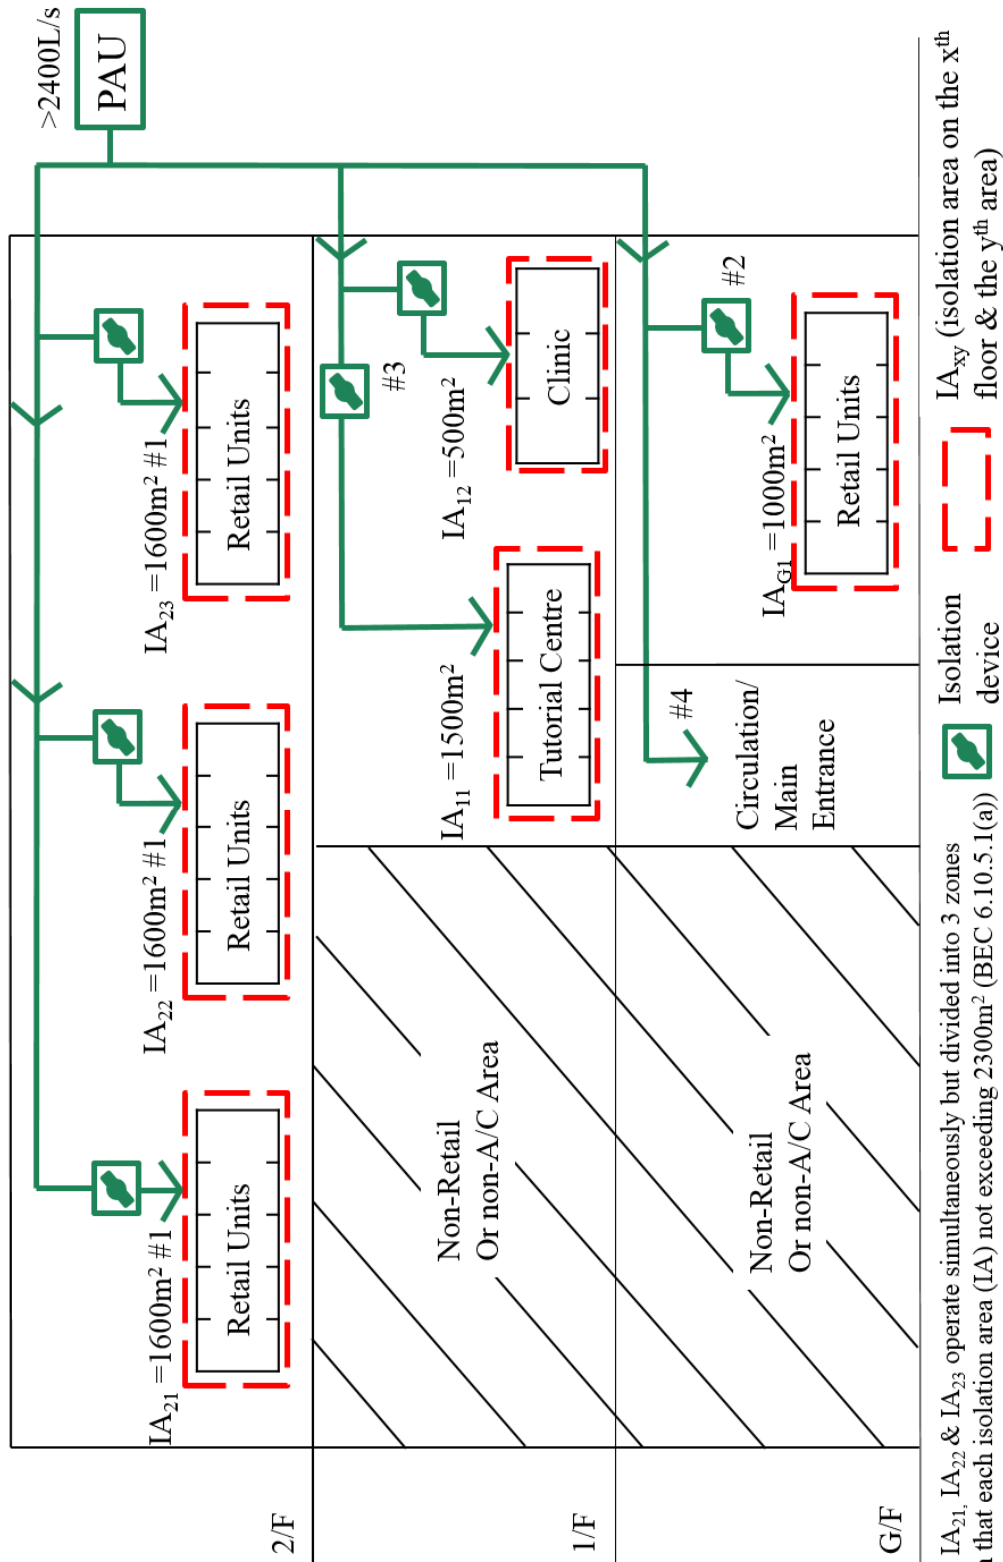 >2400L/s
PAU
2/F
IA21 =1600m² #1
Retail Units
IA22 =1600m² #1
Retail Units
IA23 =1600m² #1
Retail Units
1/F
Non-Retail
Or non-A/C Area
IA11 =1500m²
Tutorial Centre
#3
IA12 =500m²
Clinic
G/F
Non-Retail
Or non-A/C Area
#4
Circulation/
Main
Entrance
IAG1 =1000m²
Retail Units
#2
IA21, IA22 & IA23 operate simultaneously but divided into 3 zones
that each isolation area (IA) not exceeding 2300m² (BEC 6.10.5.1(a))
Isolation
device
IAxy (isolation area on the xth
floor & the yth area)